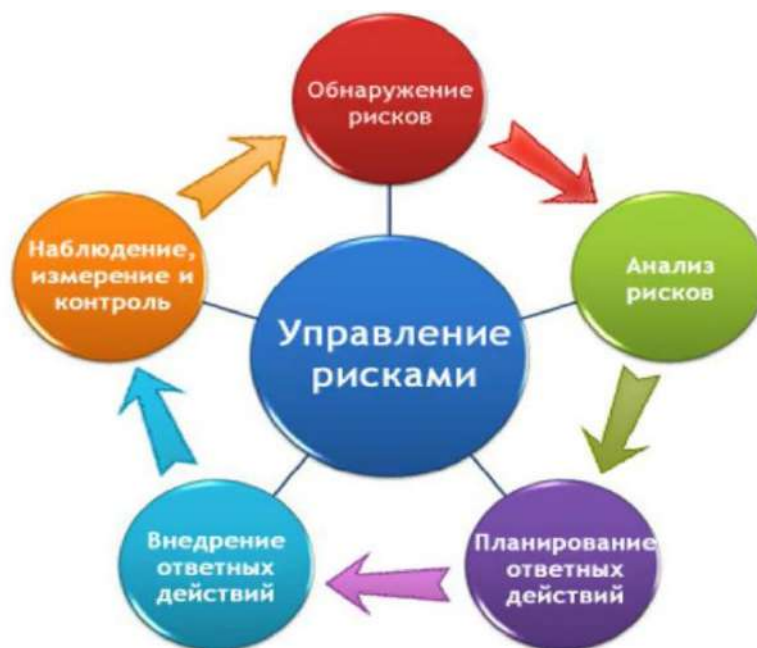 Обнаружение
рисков
Анализ
рисков
Планирование
ответных
действий
Внедрение
ответных
действий
Наблюдение,
измерение и
контроль
Управление
рисками